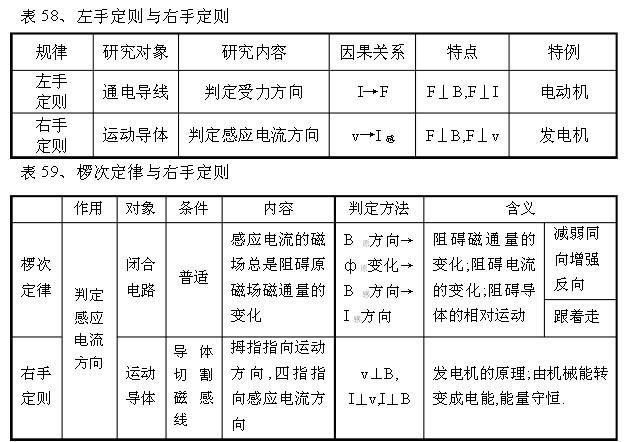 表 58、左手定则与右手定则
规律 研究对象 研究内容 因果关系 特点 特例
左手定则 通电导线 判定受力方向 I→F F⊥B,F⊥I 电动机
右手定则 运动导体 判定感应电流方向 v→I感 F⊥B,F⊥v 发电机
表 59、楞次定律与右手定则
作用 对象 条件 内容 判定方法 含义
楞次定律
判定感应电流方向
闭合电路
普适
感应电流的磁
场总是阻碍原
磁场磁通量的
变化
B 方向→
ф 变化→
B 方向→
I 方向
阻碍磁通量的
变化;阻碍电流
的变化;阻碍导
体的相对运动
减弱同
向增强
反向
跟着走
右手定则
运动导体
导体
切割
磁感
线
拇指指向运动
方向,四指指
向感应电流方
向
v⊥B,
I⊥v,I⊥B
发电机的原理;由机械能转
变成电能,能量守恒.